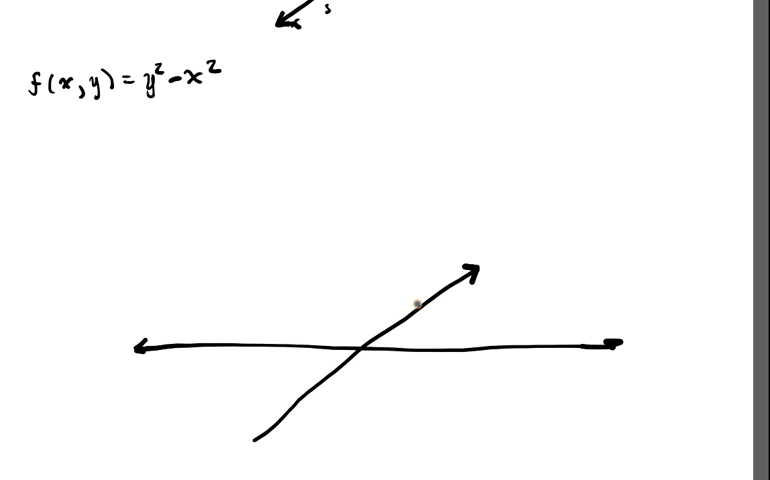 f(x,y) = y² - x²